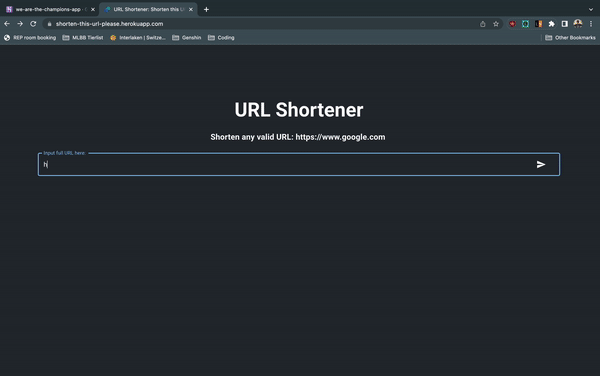 we-are-the-champions-app
URL Shortener: Shorten this U
shorten-this-url-please.herokuapp.com
REP room booking
MLBB Tierlist
Interlaken | Switze...
Genshin
Coding
Other Bookmarks
URL Shortener
Shorten any valid URL: https://www.google.com
Input full URL here
h